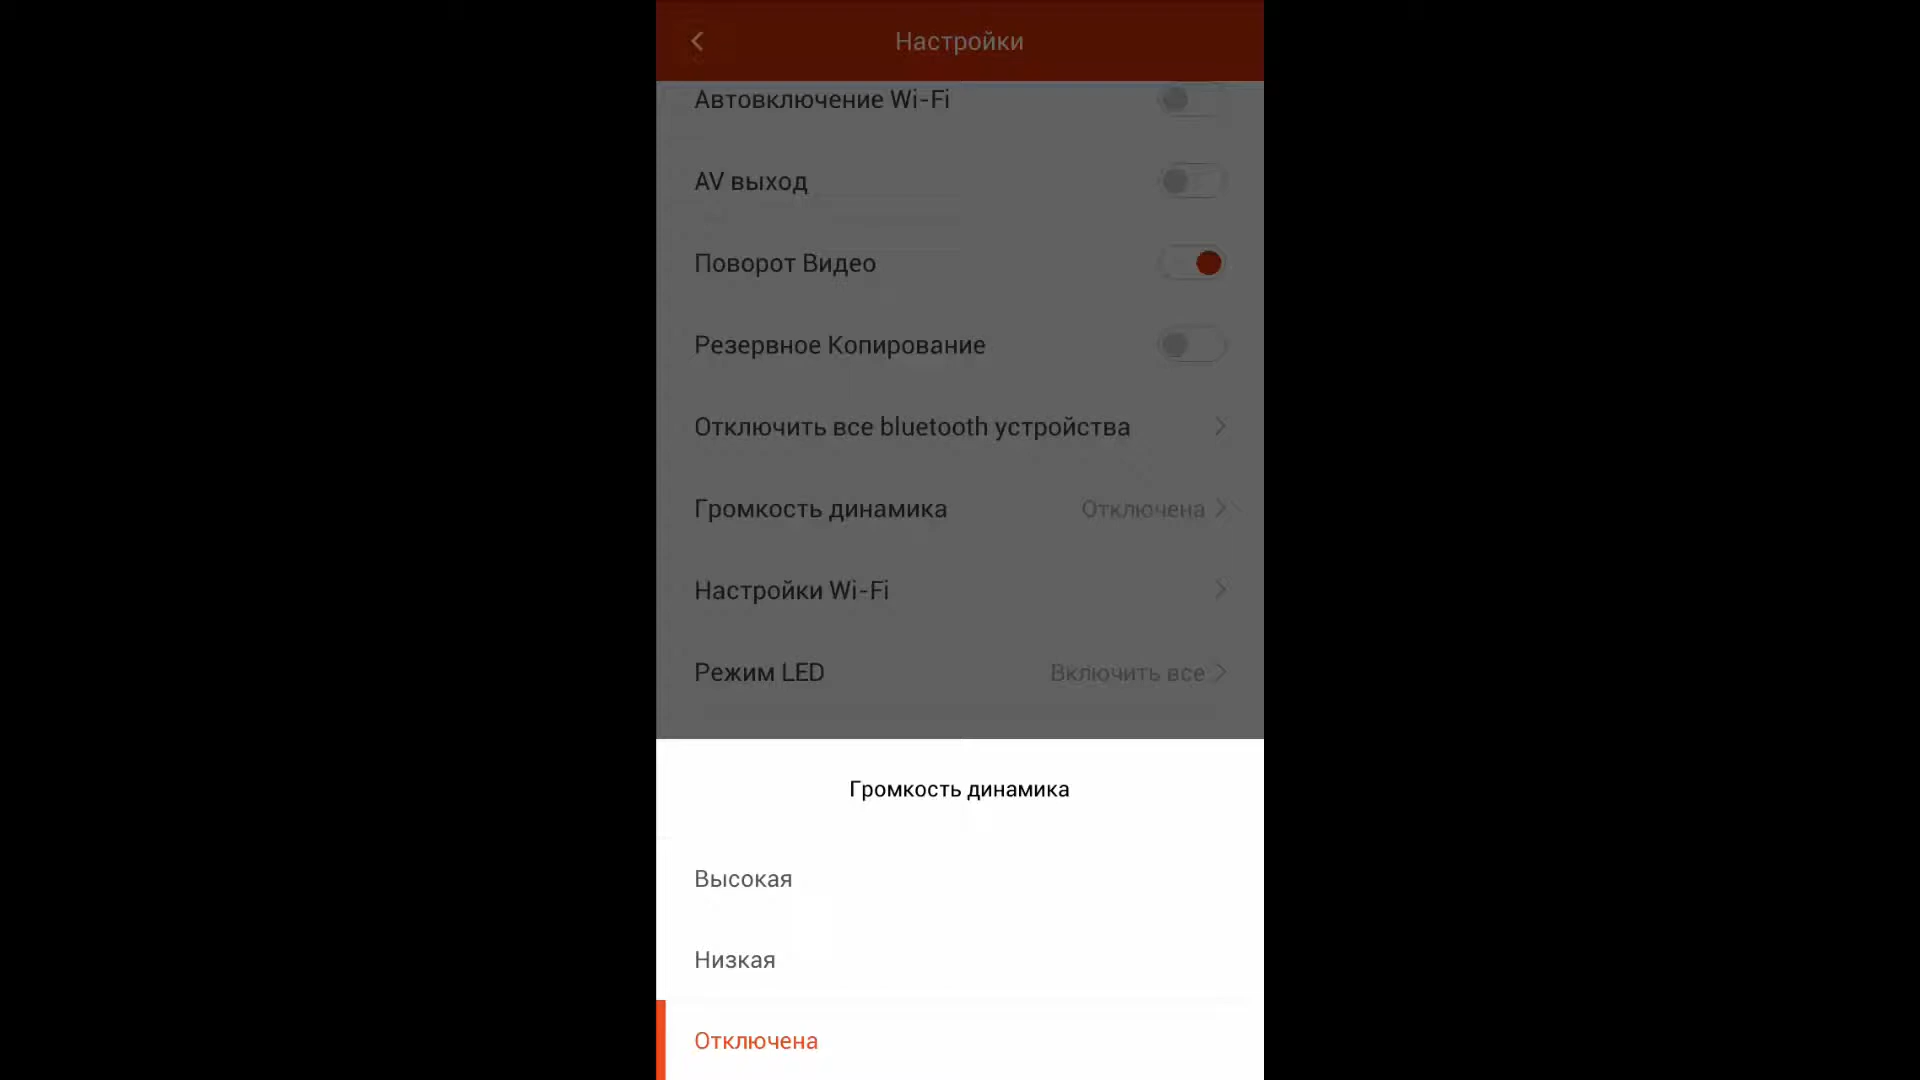 Настройки
Автовключение Wi-Fi
AV выход
Поворот Видео
Резервное Копирование
Отключить все bluetooth устройства
Громкость динамика Отключена
Настройки Wi-Fi
Режим LED Включить все
Громкость динамика
Высокая
Низкая
Отключена